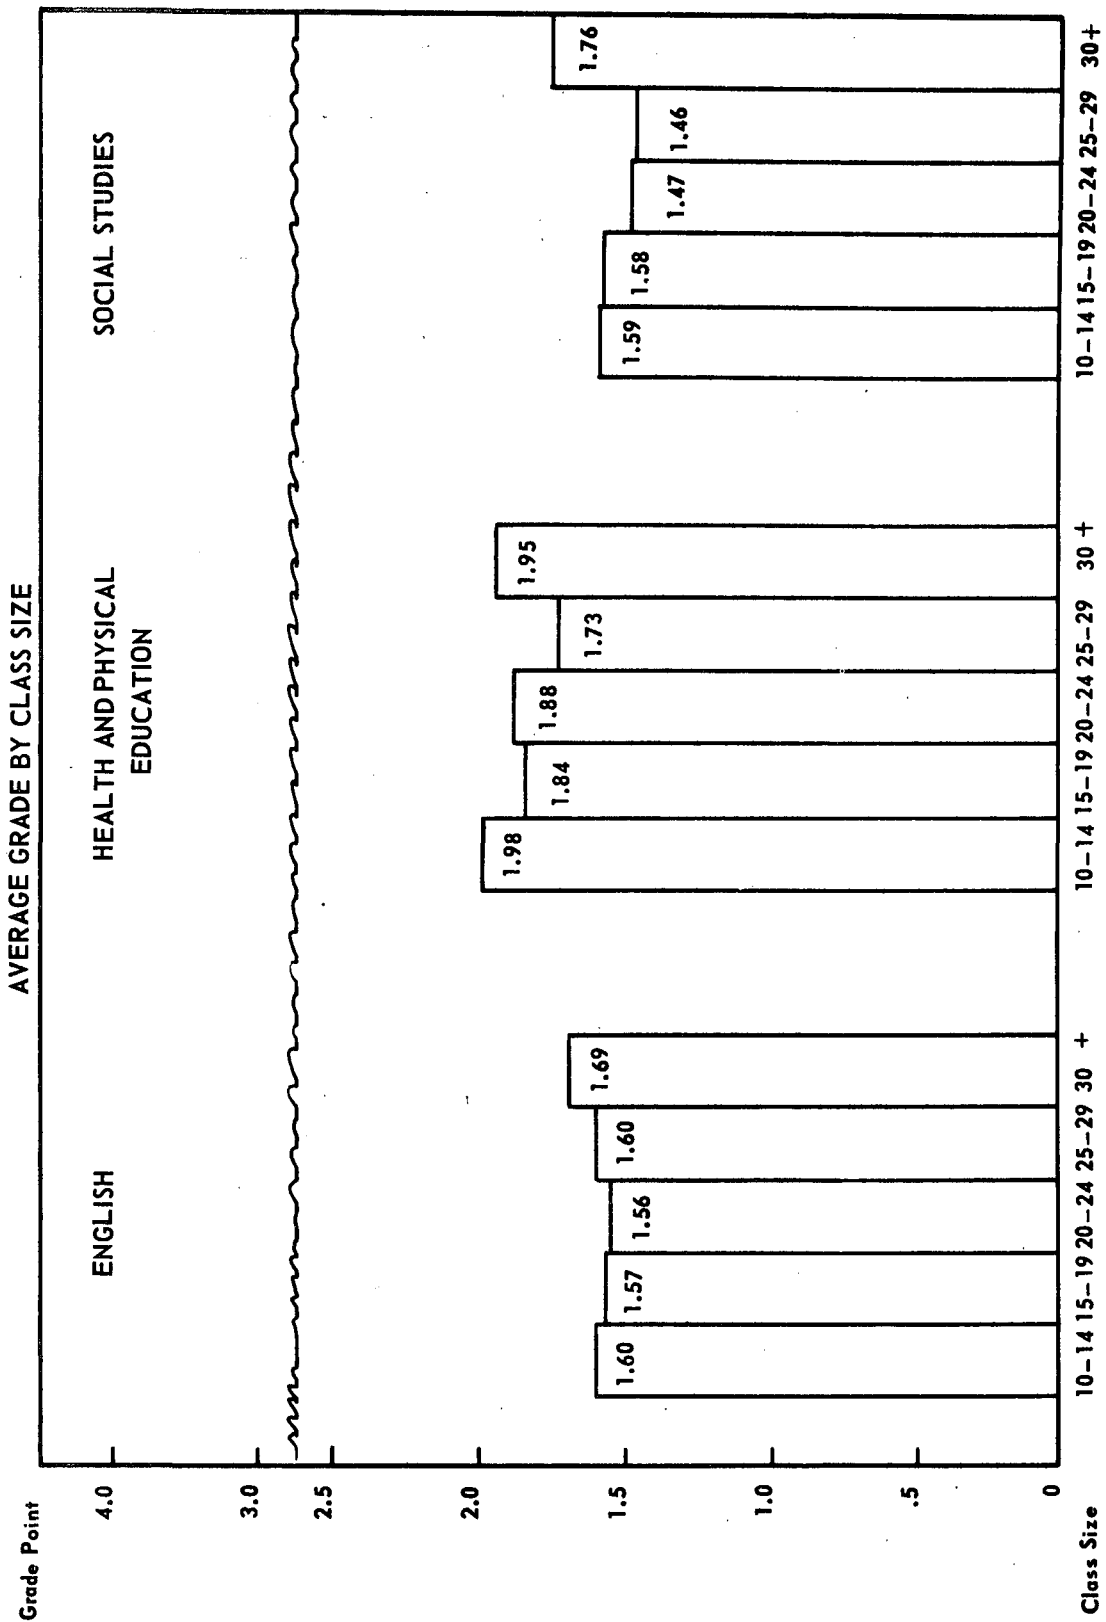 AVERAGE GRADE BY CLASS SIZE
Grade Point
ENGLISH
HEALTH AND PHYSICAL
EDUCATION
SOCIAL STUDIES
4.0
3.0
2.5
2.0
1.5
1.0
.5
0
1.60
1.57
1.56
1.60
1.69
1.98
1.84
1.88
1.73
1.95
1.59
1.58
1.47
1.46
1.76
Class Size
10-14 15-19 20-24 25-29 30 +
10-14 15-19 20-24 25-29 30 +
10-14 15-19 20-24 25-29 30+